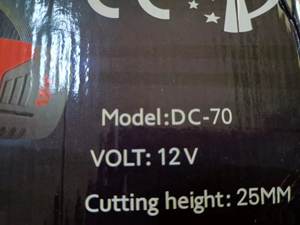 Model:DC-70
VOLT: 12V
Cutting height: 25MM